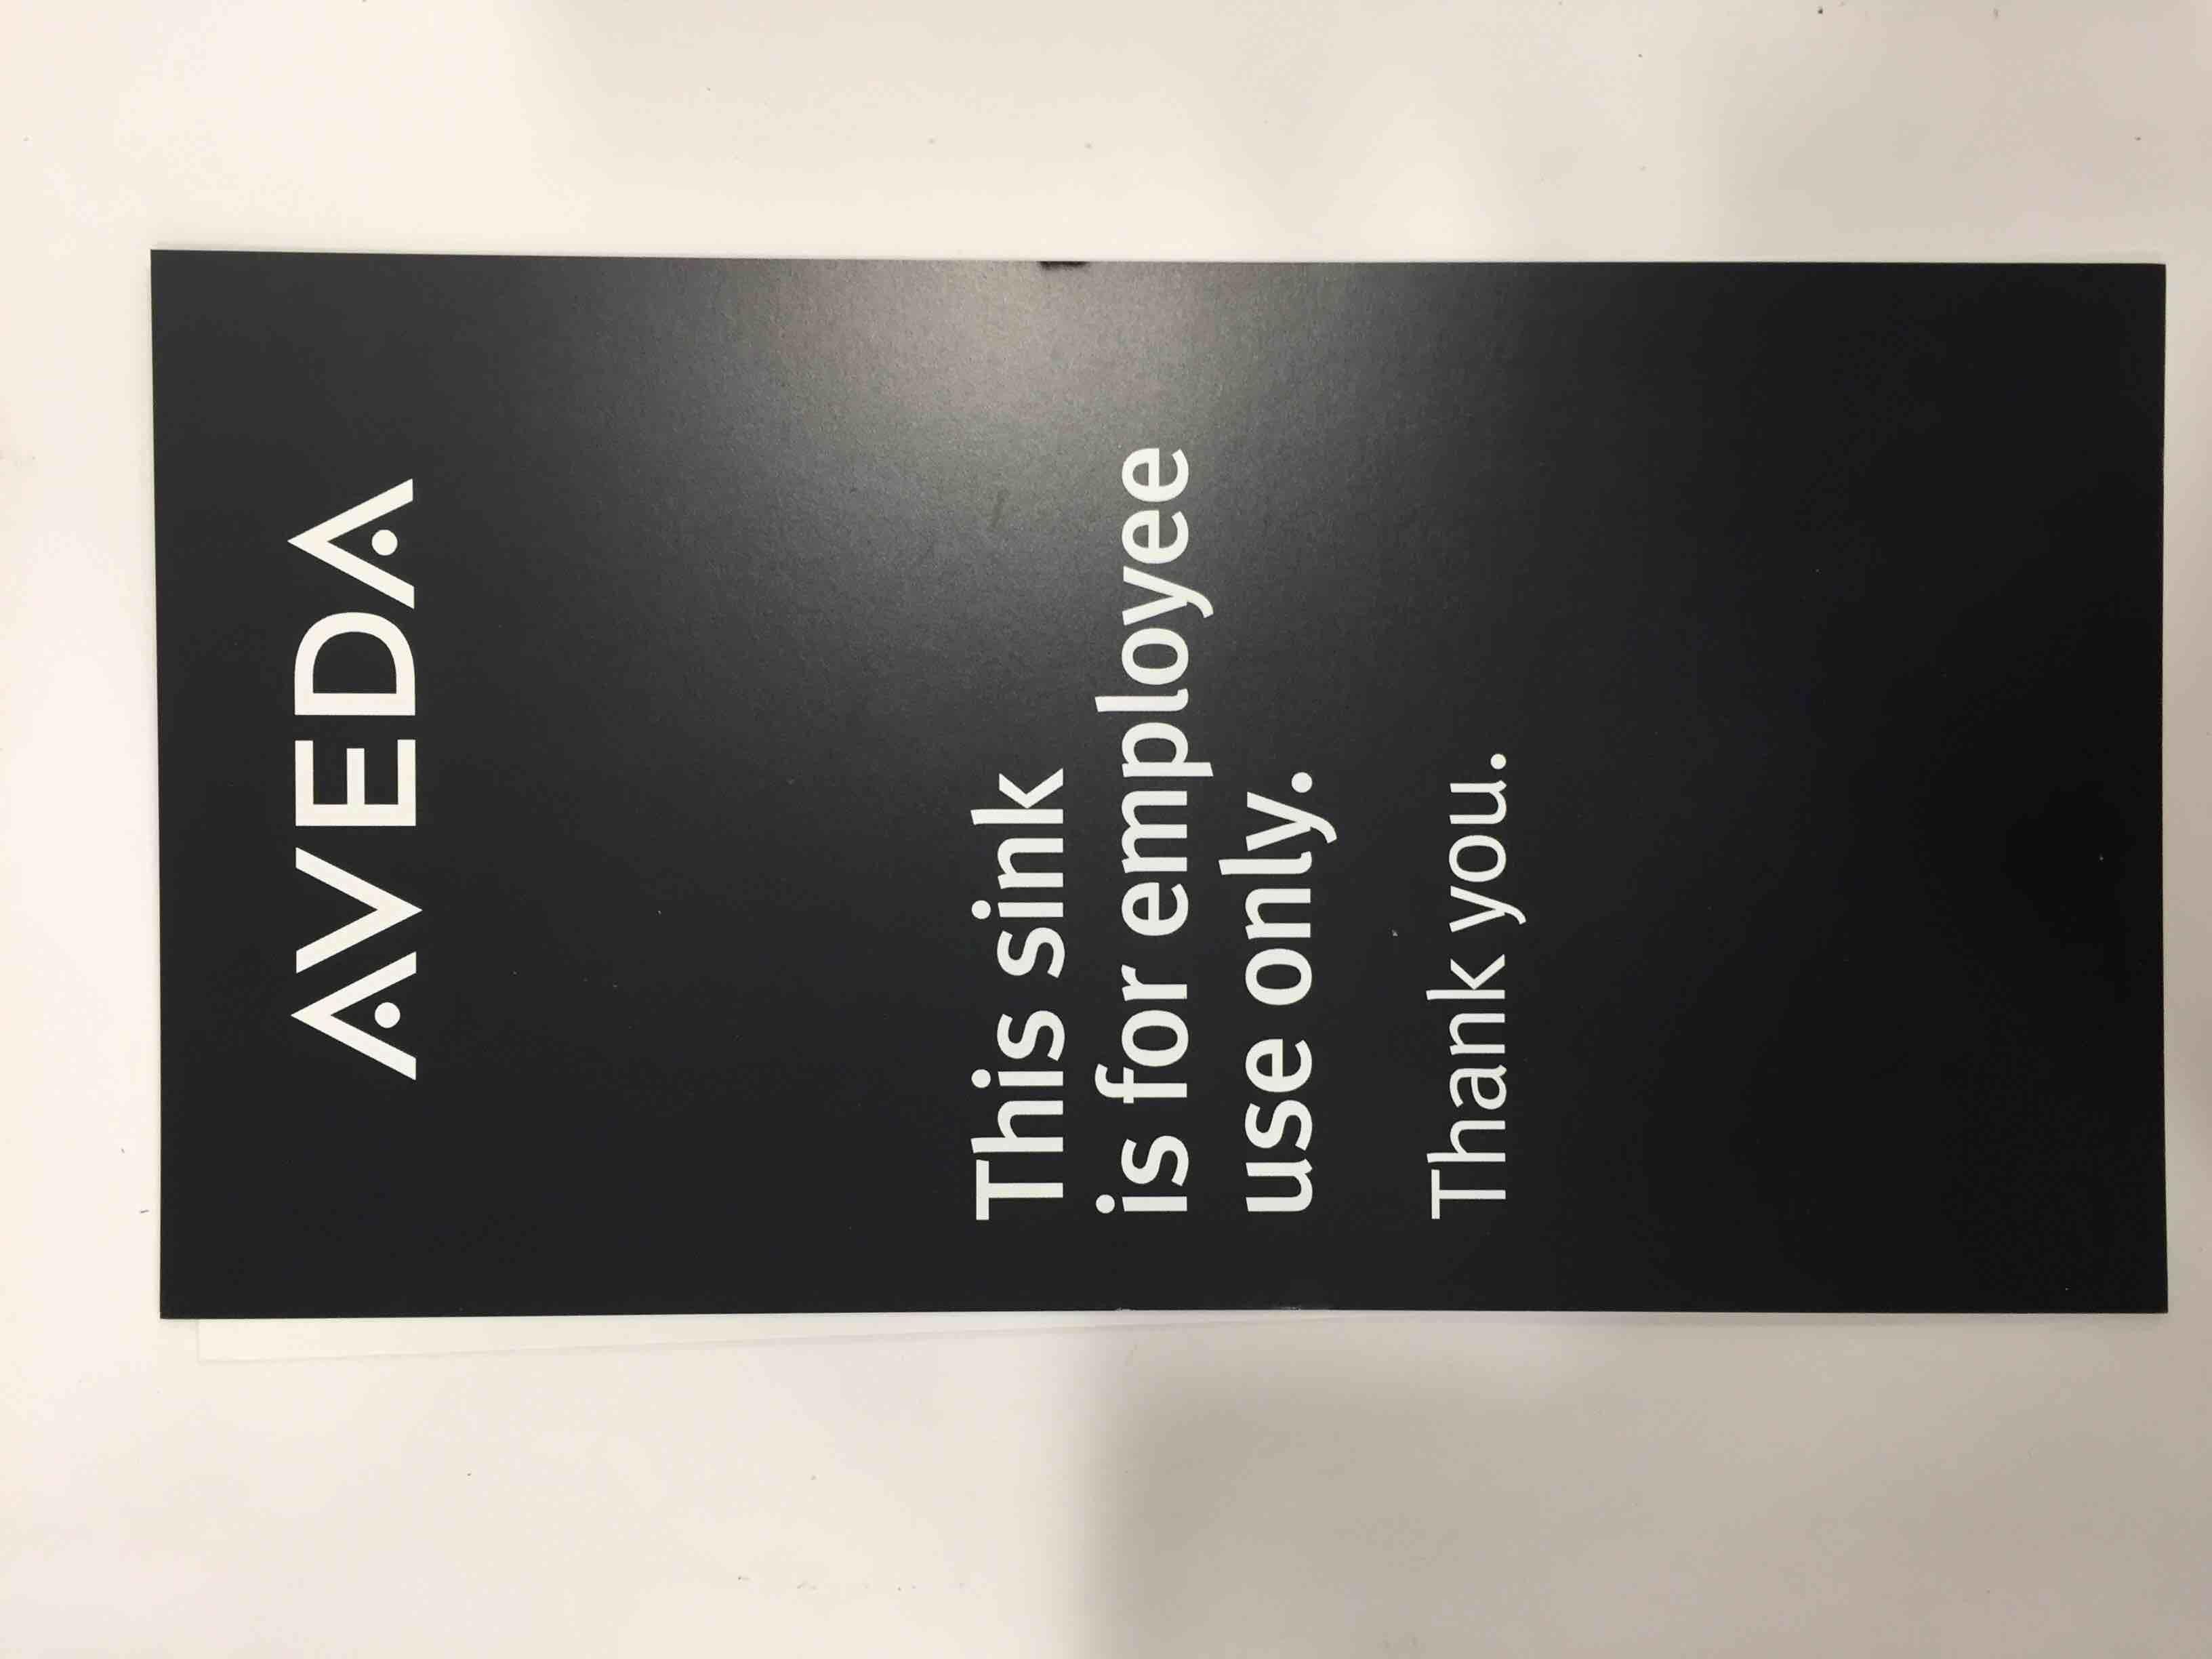 AVEDA
This sink
is for employee
use only.
Thank you.